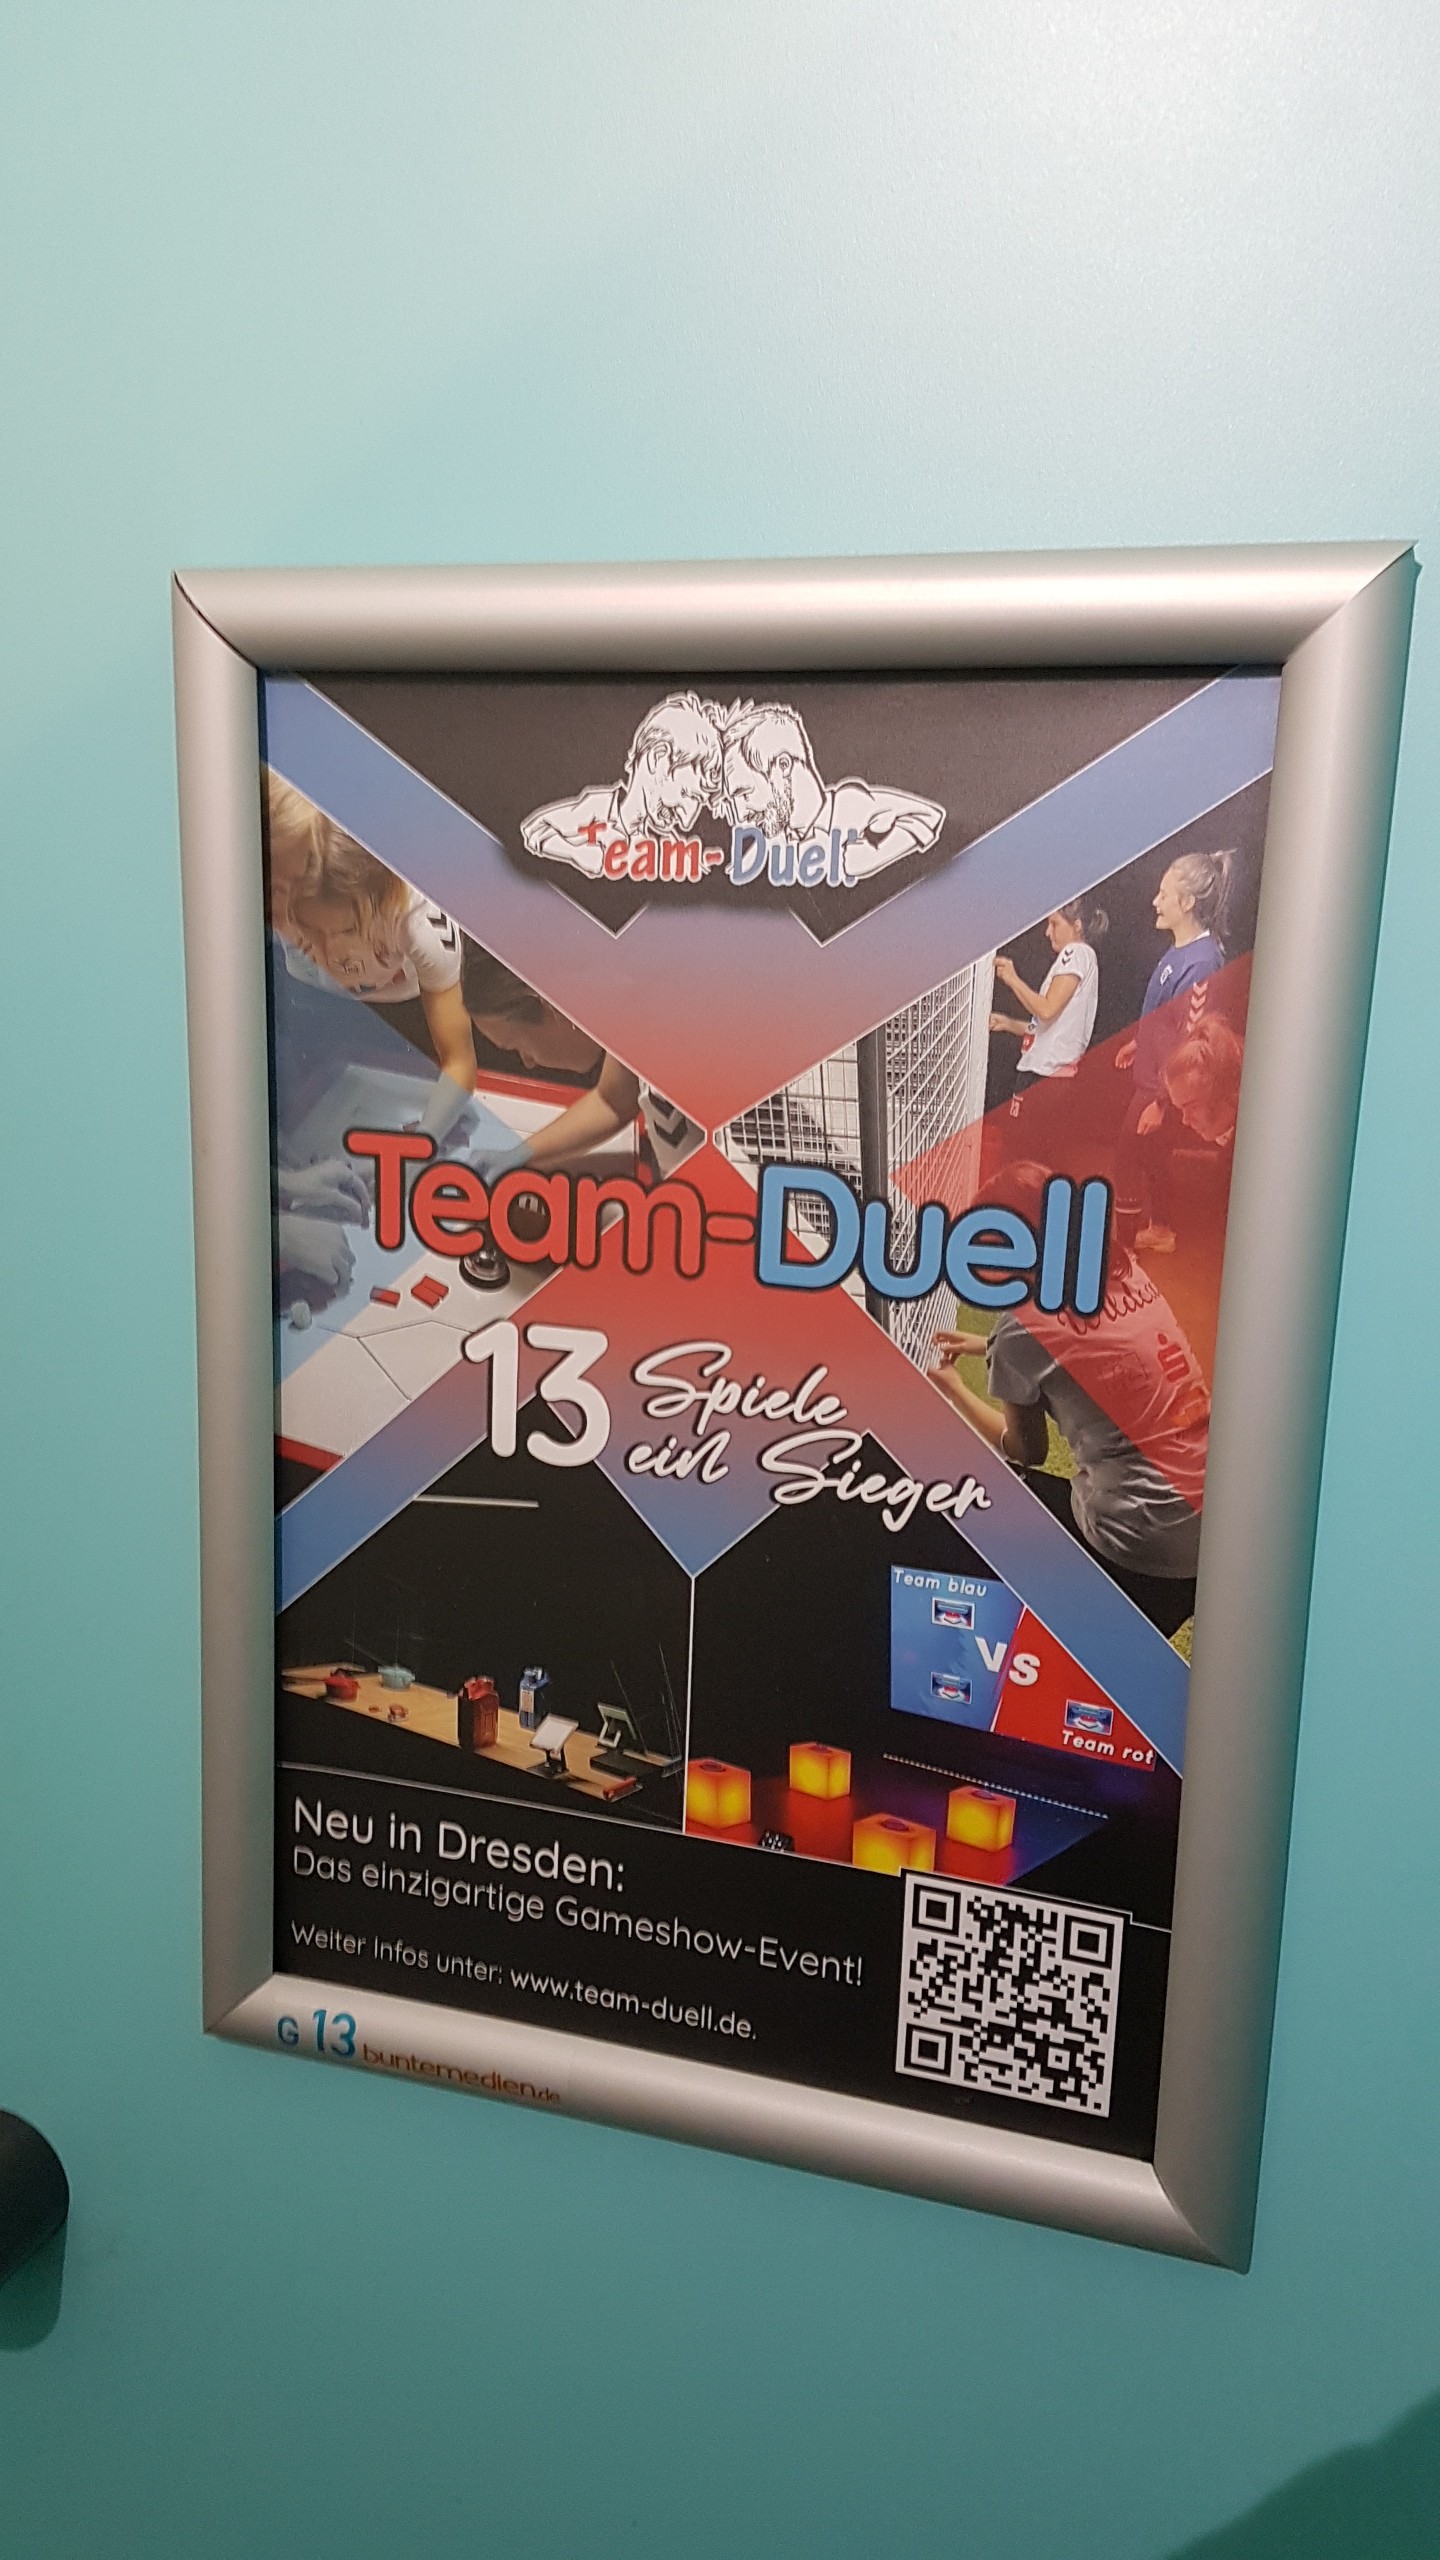 Team-Duell
Team-Duell
13 Spiele
ein Sieger
Team blau
VS
Team rot
Neu in Dresden:
Das einzigartige Gameshow-Event!
Weiter Infos unter: www.team-duell.de.
G 13 buntemedien.de